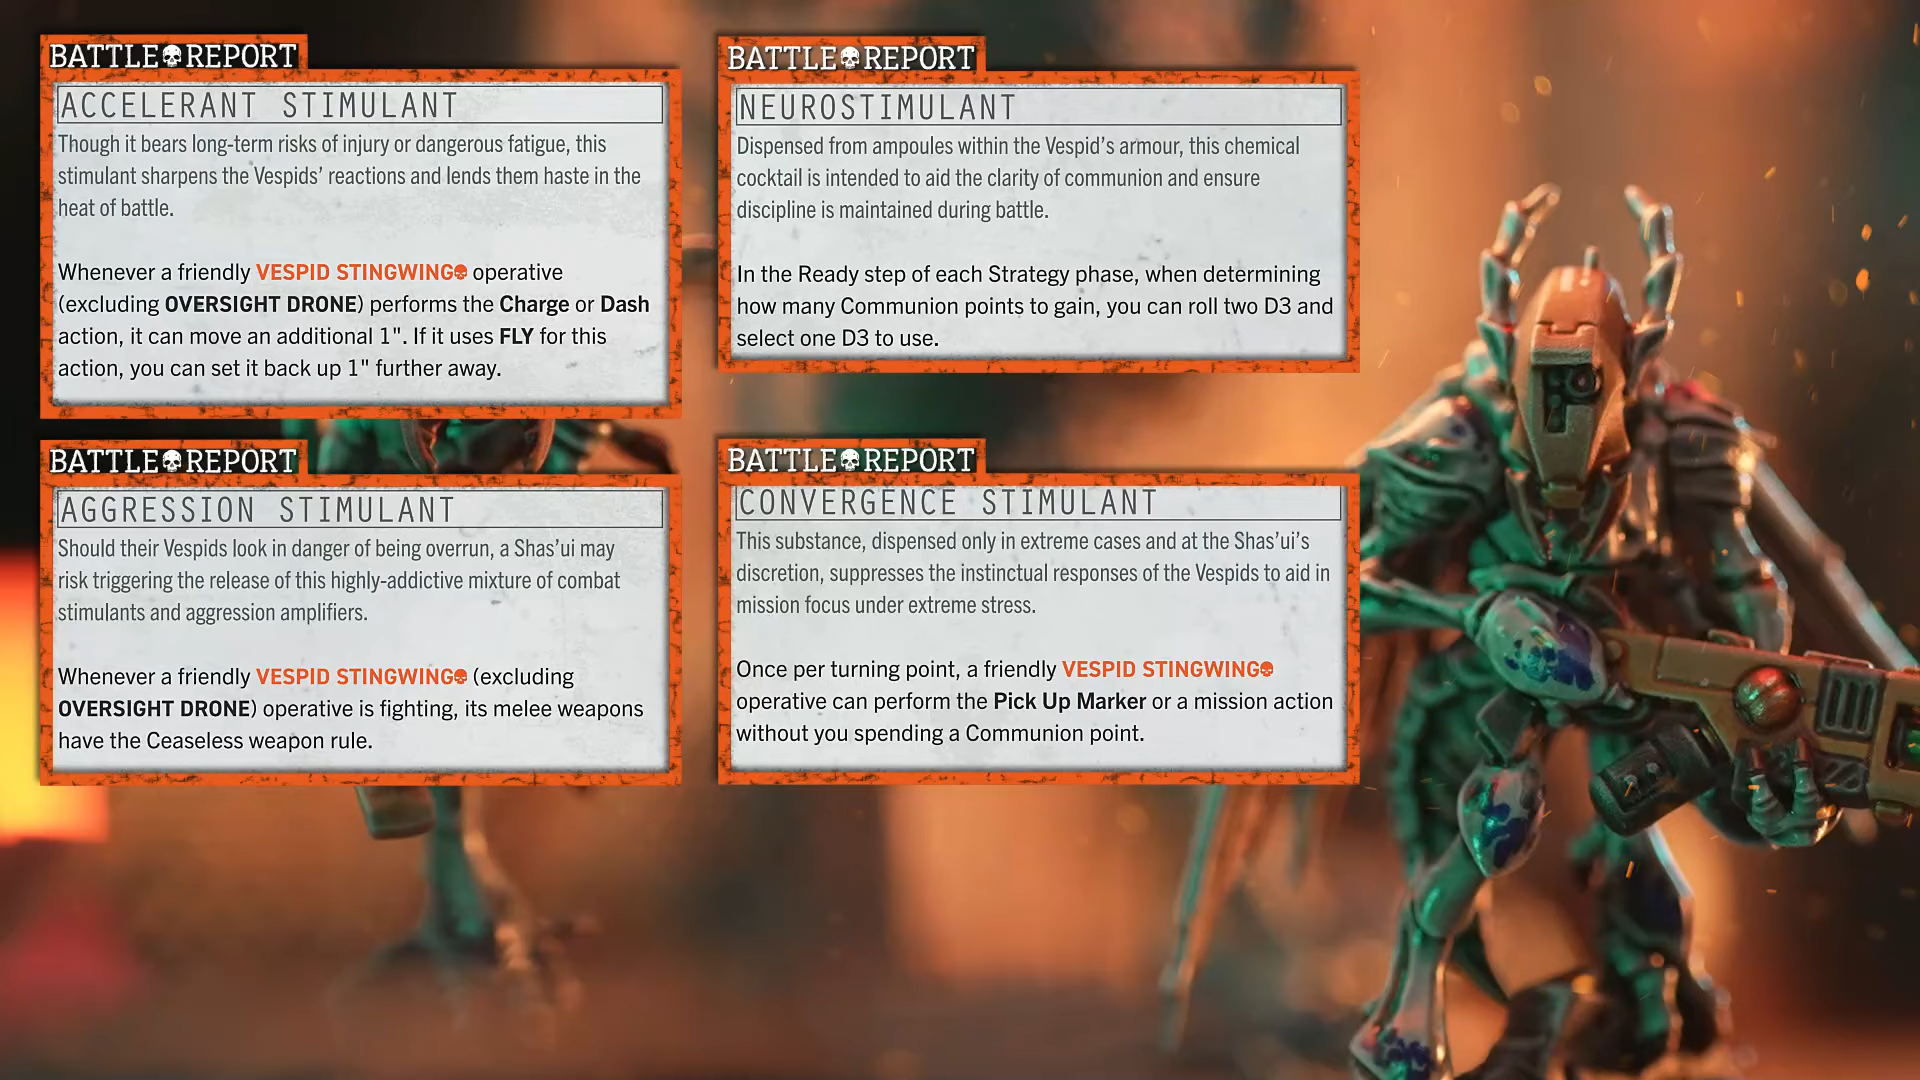 BATTLE REPORT
ACCELERANT STIMULANT
Though it bears long-term risks of injury or dangerous fatigue, this
stimulant sharpens the Vespids’ reactions and lends them haste in the
heat of battle.
Whenever a friendly VESPID STINGWING operative
(excluding OVERSIGHT DRONE) performs the Charge or Dash
action, it can move an additional 1". If it uses FLY for this
action, you can set it back up 1" further away.
BATTLE REPORT
NEUROSTIMULANT
Dispensed from ampoules within the Vespid’s armour, this chemical
cocktail is intended to aid the clarity of communion and ensure
discipline is maintained during battle.
In the Ready step of each Strategy phase, when determining
how many Communion points to gain, you can roll two D3 and
select one D3 to use.
BATTLE REPORT
AGGRESSION STIMULANT
Should their Vespids look in danger of being overrun, a Shas’ui may
risk triggering the release of this highly-addictive mixture of combat
stimulants and aggression amplifiers.
Whenever a friendly VESPID STINGWING (excluding
OVERSIGHT DRONE) operative is fighting, its melee weapons
have the Ceaseless weapon rule.
BATTLE REPORT
CONVERGENCE STIMULANT
This substance, dispensed only in extreme cases and at the Shas’ui’s
discretion, suppresses the instinctual responses of the Vespids to aid in
mission focus under extreme stress.
Once per turning point, a friendly VESPID STINGWING
operative can perform the Pick Up Marker or a mission action
without you spending a Communion point.